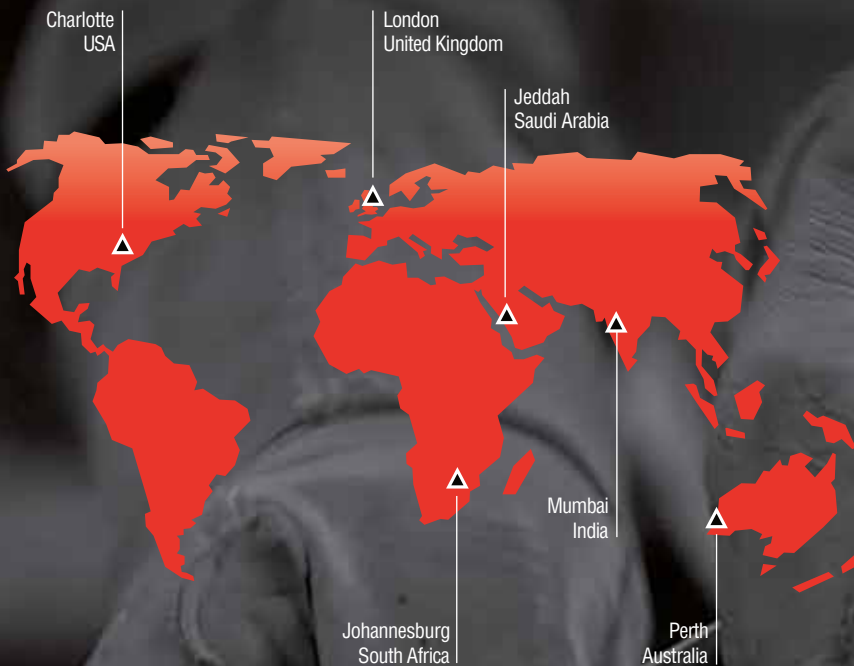 Charlotte
USA
London
United Kingdom
Jeddah
Saudi Arabia
Mumbai
India
Johannesburg
South Africa
Perth
Australia